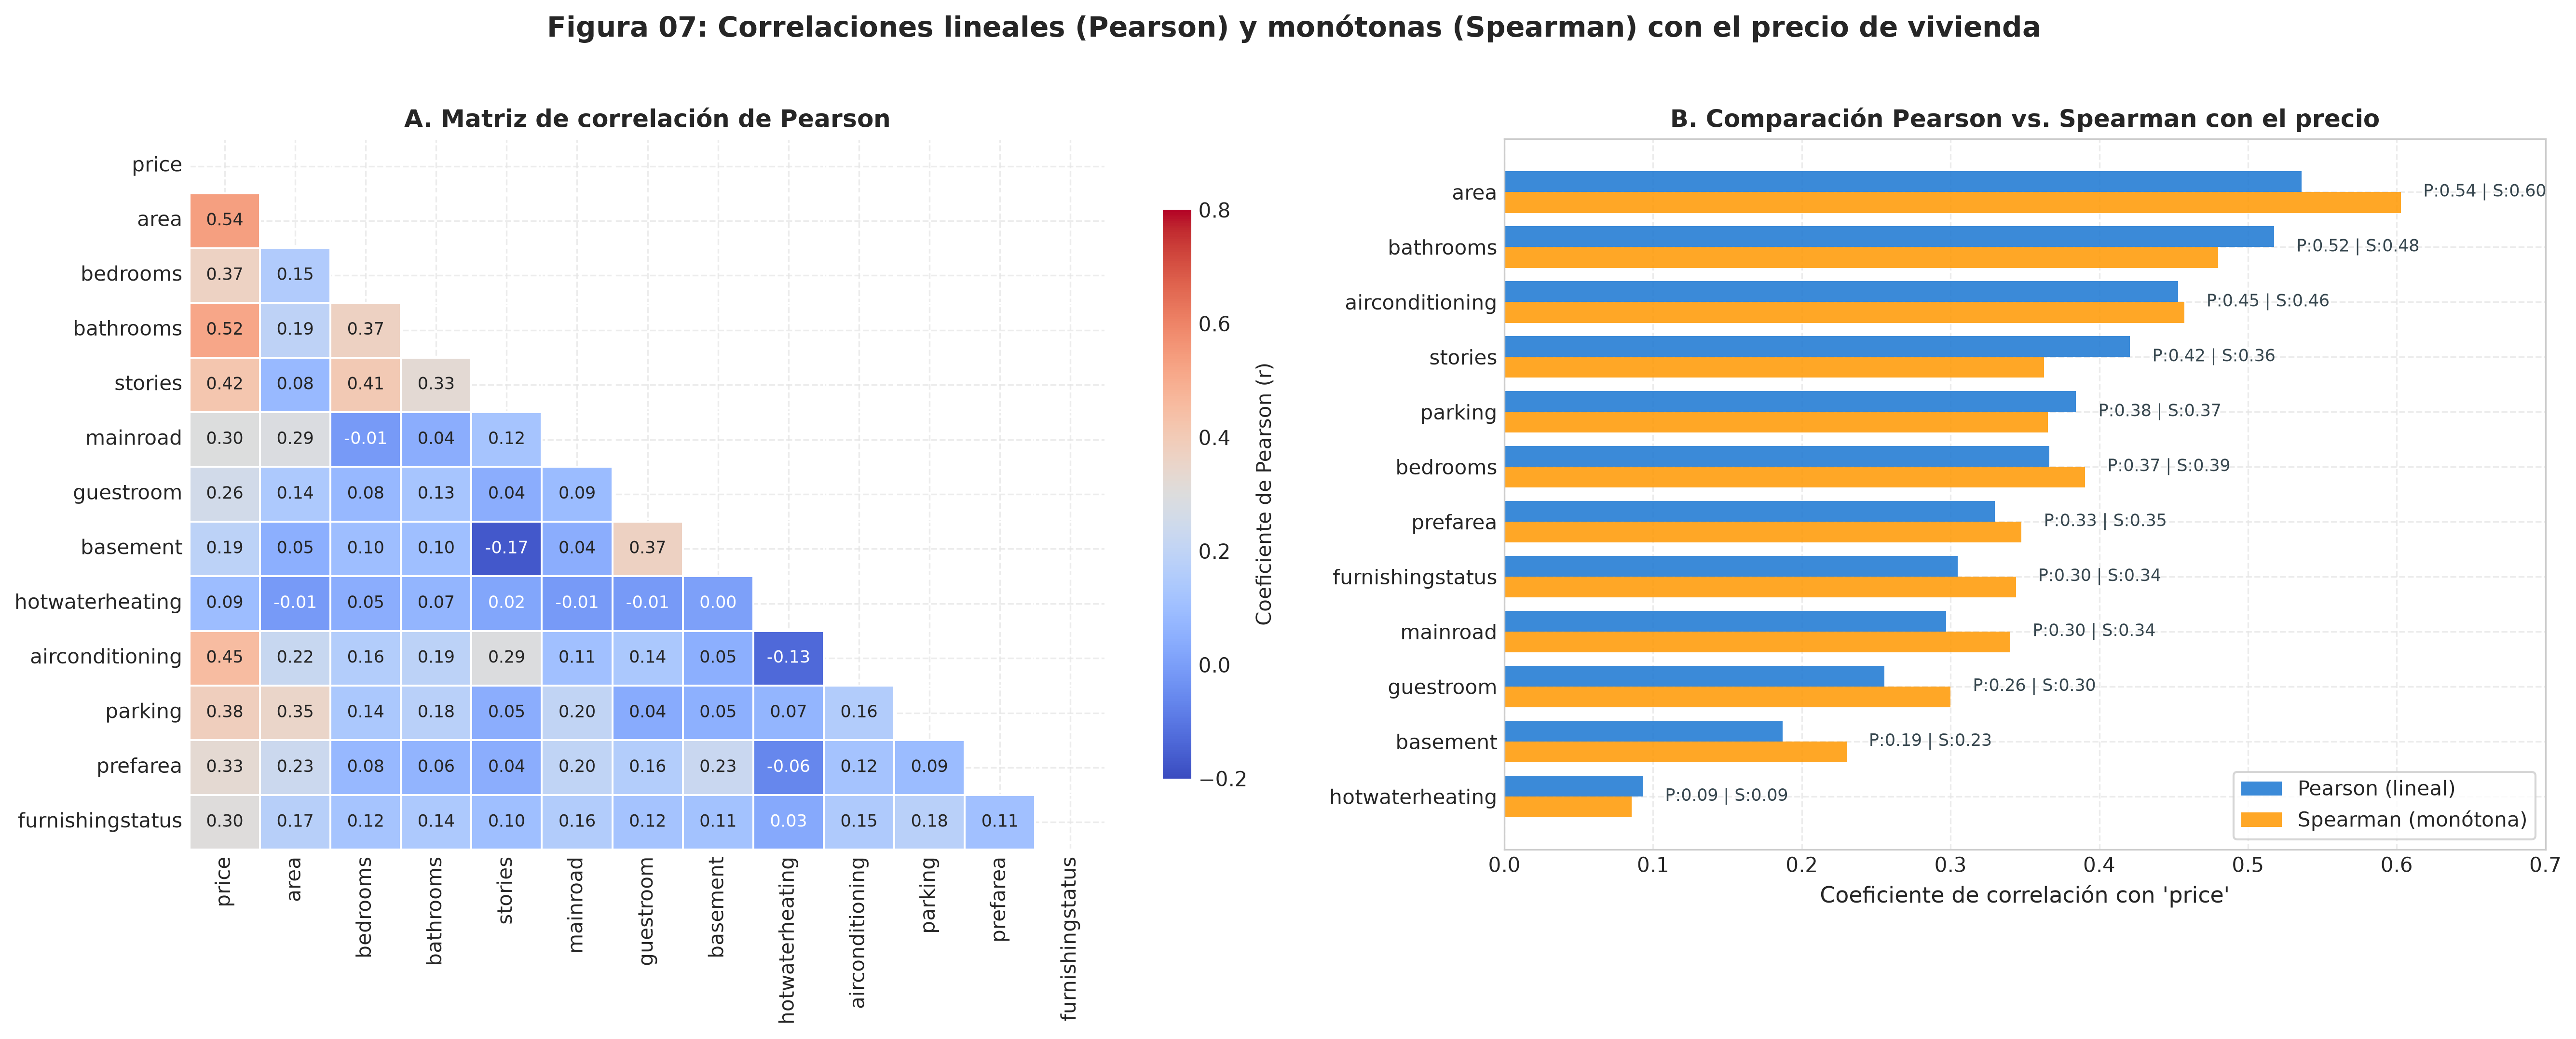 Figura 07: Correlaciones lineales (Pearson) y monótonas (Spearman) con el precio de vivienda
A. Matriz de correlación de Pearson
price
area 0.54
bedrooms 0.37 0.15
bathrooms 0.52 0.19 0.37
stories 0.42 0.08 0.41 0.33
mainroad 0.30 0.29 -0.01 0.04 0.12
guestroom 0.26 0.14 0.08 0.13 0.04 0.09
basement 0.19 0.05 0.10 0.10 -0.17 0.04 0.37
hotwaterheating 0.09 -0.01 0.05 0.07 0.02 -0.01 -0.01 0.00
airconditioning 0.45 0.22 0.16 0.19 0.29 0.11 0.14 0.05 -0.13
parking 0.38 0.35 0.14 0.18 0.05 0.20 0.04 0.05 0.07 0.16
prefarea 0.33 0.23 0.08 0.06 0.04 0.20 0.16 0.23 -0.06 0.12 0.09
furnishingstatus 0.30 0.17 0.12 0.14 0.10 0.16 0.12 0.11 0.03 0.15 0.18 0.11
price
area
bedrooms
bathrooms
stories
mainroad
guestroom
basement
hotwaterheating
airconditioning
parking
prefarea
furnishingstatus
0.8
0.6
0.4
0.2
0.0
−0.2
Coeficiente de Pearson (r)
B. Comparación Pearson vs. Spearman con el precio
area P:0.54 | S:0.60
bathrooms P:0.52 | S:0.48
airconditioning P:0.45 | S:0.46
stories P:0.42 | S:0.36
parking P:0.38 | S:0.37
bedrooms P:0.37 | S:0.39
prefarea P:0.33 | S:0.35
furnishingstatus P:0.30 | S:0.34
mainroad P:0.30 | S:0.34
guestroom P:0.26 | S:0.30
basement P:0.19 | S:0.23
hotwaterheating P:0.09 | S:0.09
Pearson (lineal)
Spearman (monótona)
0.0 0.1 0.2 0.3 0.4 0.5 0.6 0.7
Coeficiente de correlación con 'price'